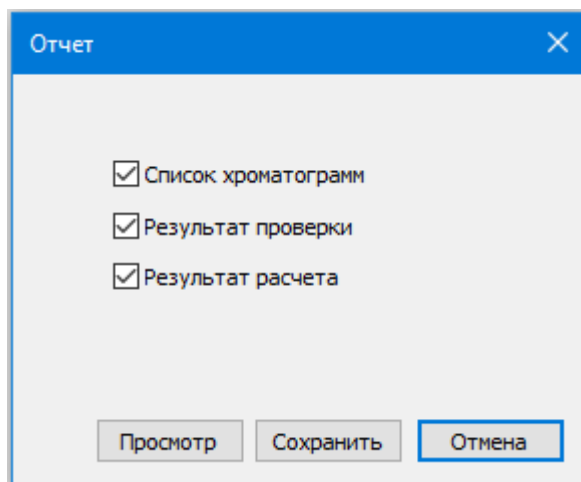 Отчет
Список хроматограмм
Результат проверки
Результат расчета
Просмотр Сохранить Отмена